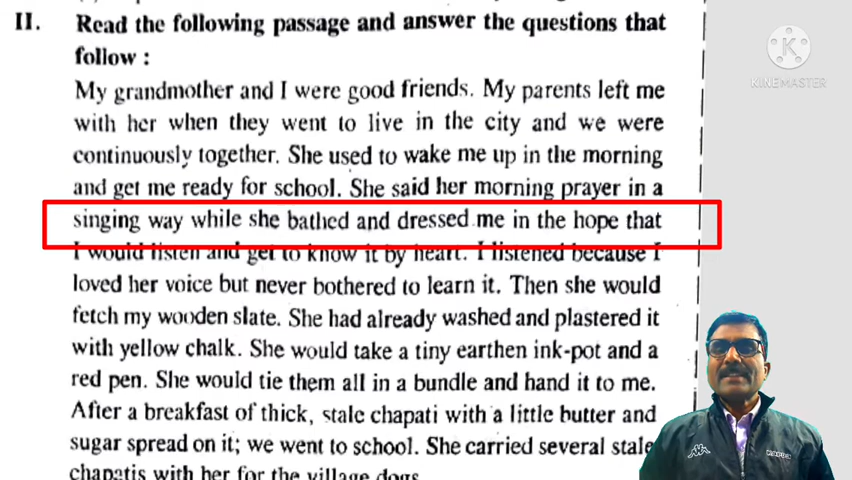 II. Read the following passage and answer the questions that
follow :
My grandmother and I were good friends. My parents left me
with her when they went to live in the city and we were
continuously together. She used to wake me up in the morning
and get me ready for school. She said her morning prayer in a
singing way while she bathed and dressed me in the hope that
I would listen and get to know it by heart. I listened because I
loved her voice but never bothered to learn it. Then she would
fetch my wooden slate. She had already washed and plastered it
with yellow chalk. She would take a tiny earthen ink-pot and a
red pen. She would tie them all in a bundle and hand it to me.
After a breakfast of thick, stale chapati with a little butter and
sugar spread on it; we went to school. She carried several stale
chapatis with her for the village dogs.
K
KINEMASTER
Kappa